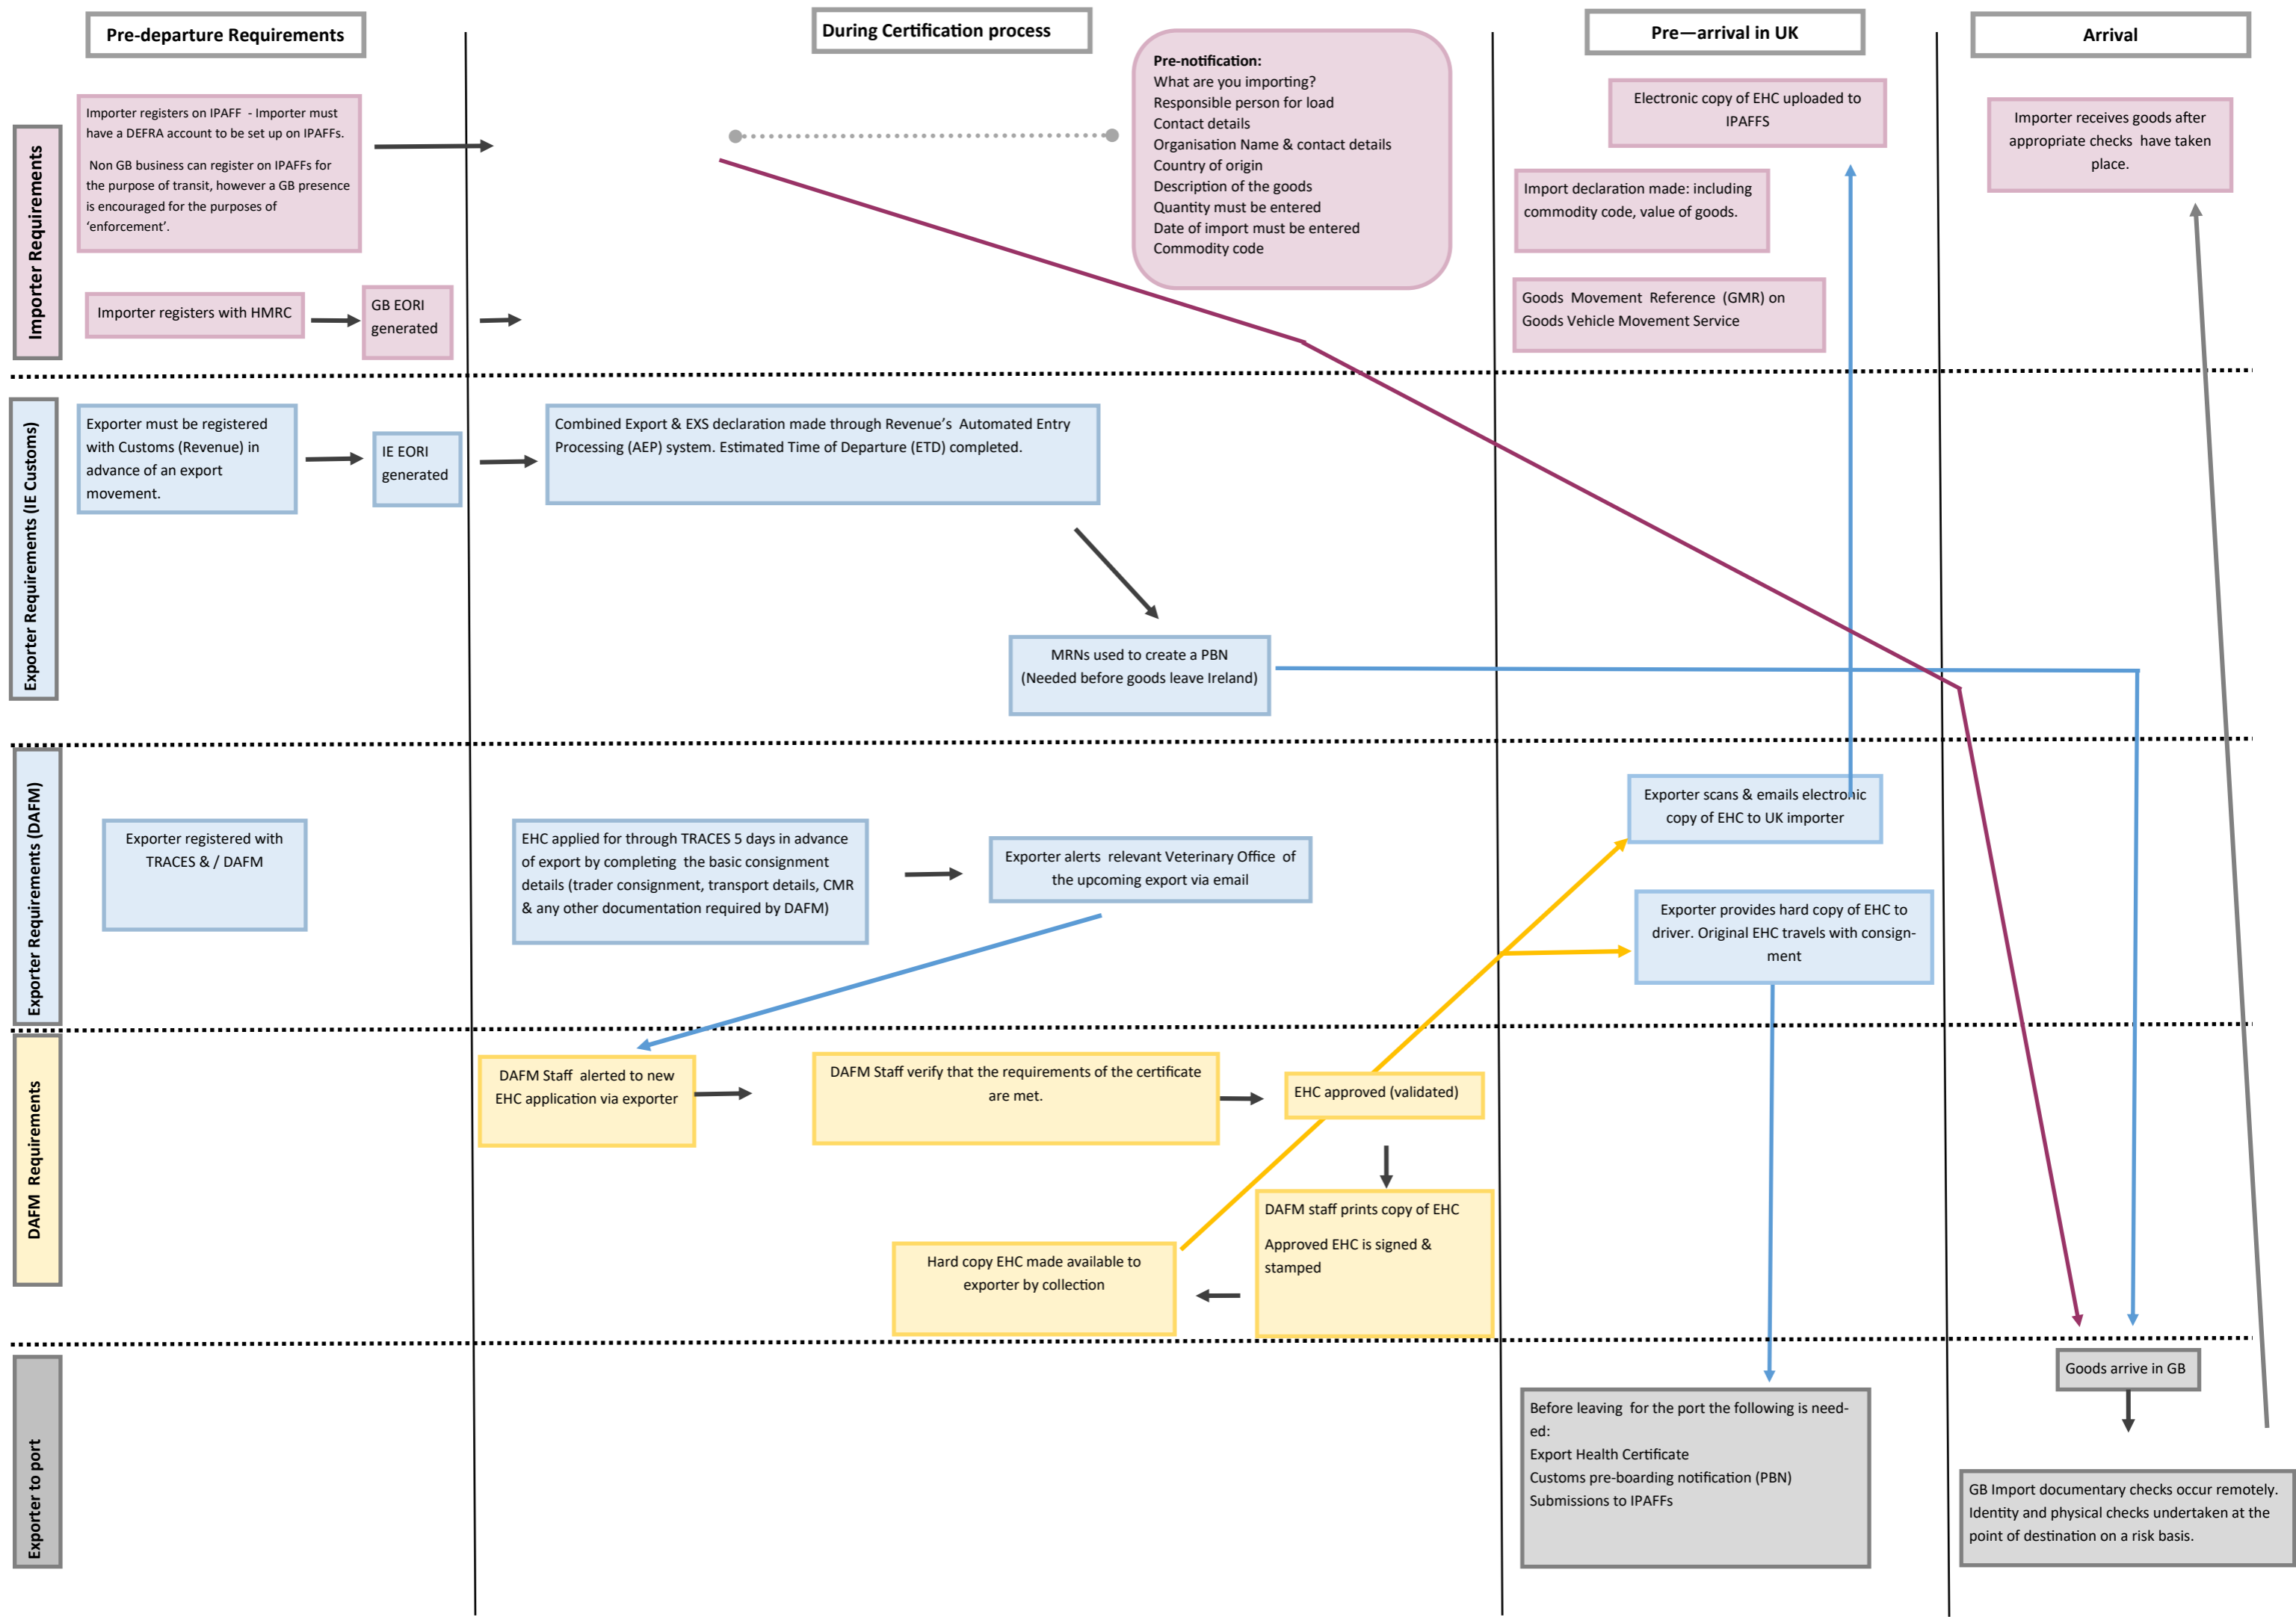 Pre-departure Requirements
During Certification process
Pre—arrival in UK
Arrival
Importer Requirements
Importer registers on IPAFF - Importer must
have a DEFRA account to be set up on IPAFFs.
Non GB business can register on IPAFFs for
the purpose of transit, however a GB presence
is encouraged for the purposes of
‘enforcement’.
Importer registers with HMRC
GB EORI
generated
Pre-notification:
What are you importing?
Responsible person for load
Contact details
Organisation Name & contact details
Country of origin
Description of the goods
Quantity must be entered
Date of import must be entered
Commodity code
Electronic copy of EHC uploaded to
IPAFFS
Import declaration made: including
commodity code, value of goods.
Goods Movement Reference (GMR) on
Goods Vehicle Movement Service
Importer receives goods after
appropriate checks have taken
place.
Exporter Requirements (IE Customs)
Exporter must be registered
with Customs (Revenue) in
advance of an export
movement.
IE EORI
generated
Combined Export & EXS declaration made through Revenue’s Automated Entry
Processing (AEP) system. Estimated Time of Departure (ETD) completed.
MRNs used to create a PBN
(Needed before goods leave Ireland)
Exporter Requirements (DAFM)
Exporter registered with
TRACES & / DAFM
EHC applied for through TRACES 5 days in advance
of export by completing the basic consignment
details (trader consignment, transport details, CMR
& any other documentation required by DAFM)
Exporter alerts relevant Veterinary Office of
the upcoming export via email
Exporter scans & emails electronic
copy of EHC to UK importer
Exporter provides hard copy of EHC to
driver. Original EHC travels with consign-
ment
DAFM Requirements
DAFM Staff alerted to new
EHC application via exporter
DAFM Staff verify that the requirements of the certificate
are met.
EHC approved (validated)
DAFM staff prints copy of EHC
Approved EHC is signed &
stamped
Hard copy EHC made available to
exporter by collection
Exporter to port
Before leaving for the port the following is need-
ed:
Export Health Certificate
Customs pre-boarding notification (PBN)
Submissions to IPAFFs
Goods arrive in GB
GB Import documentary checks occur remotely.
Identity and physical checks undertaken at the
point of destination on a risk basis.